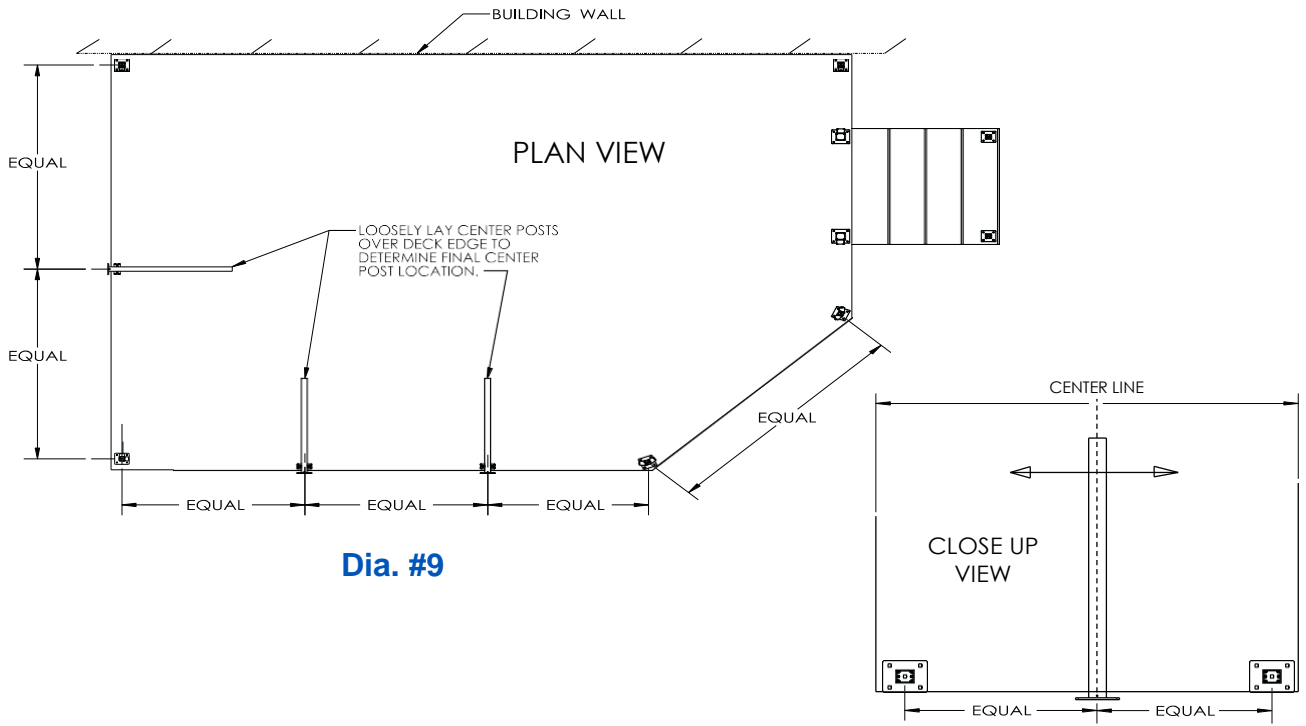 BUILDING WALL
PLAN VIEW
EQUAL
LOOSELY LAY CENTER POSTS
OVER DECK EDGE TO
DETERMINE FINAL CENTER
POST LOCATION.
EQUAL
EQUAL
EQUAL
EQUAL
EQUAL
Dia. #9
CENTER LINE
CLOSE UP
VIEW
EQUAL
EQUAL